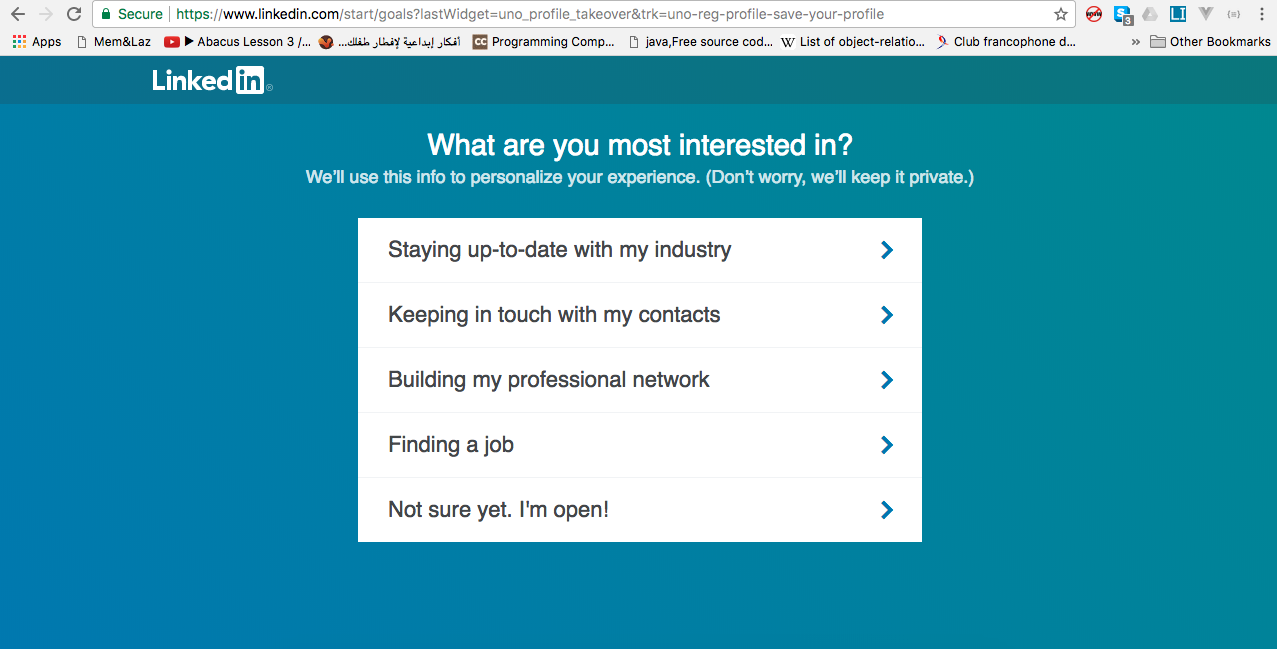 Secure https://www.linkedin.com/start/goals?lastWidget=uno_profile_takeover&trk=uno-reg-profile-save-your-profile
3
Apps Mem&Laz Abacus Lesson 3 /... أفكار إبداعية لإفطار طفلك... CC Programming Comp... java,Free source cod... W List of object-relatio... Club francophone d... » Other Bookmarks
Linkedin®
What are you most interested in?
We'll use this info to personalize your experience. (Don't worry, we'll keep it private.)
Staying up-to-date with my industry
Keeping in touch with my contacts
Building my professional network
Finding a job
Not sure yet. I'm open!